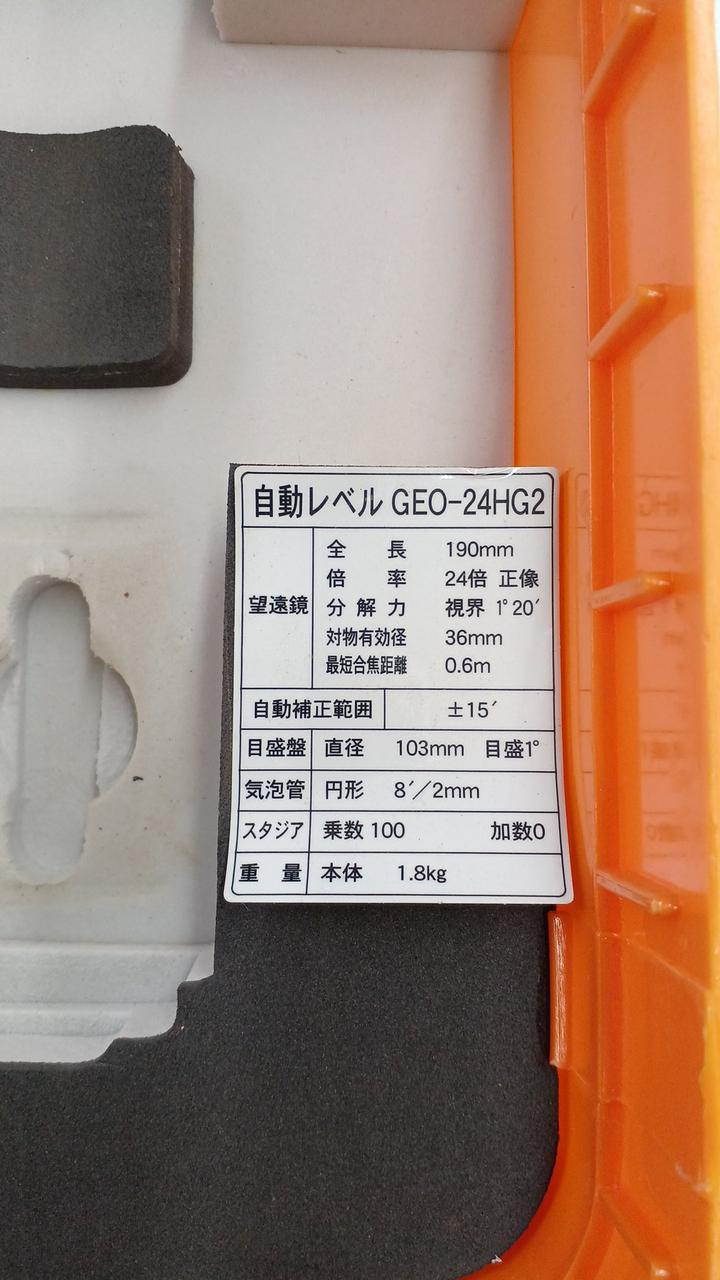 自動レベル GEO-24HG2
望遠鏡
全長 190mm
倍率 24倍 正像
分解力 視界 1°20′
対物有効径 36mm
最短合焦距離 0.6m
自動補正範囲 ±15′
目盛盤 直径 103mm 目盛1°
気泡管 円形 8′／2mm
スタジア 乗数 100 加数0
重量 本体 1.8kg